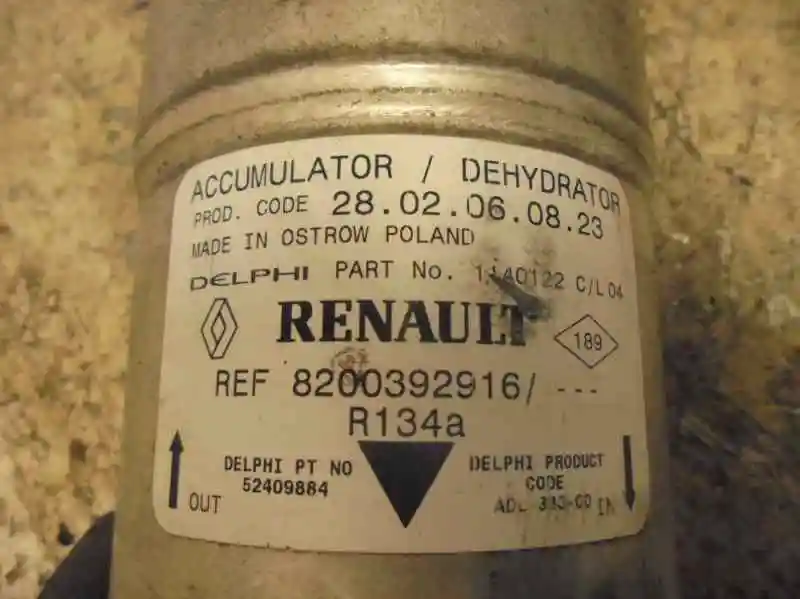 ACCUMULATOR / DEHYDRATOR
PROD. CODE 28.02.06.08.23
MADE IN OSTROW POLAND
DELPHI PART No. 1140122 C/L 04
RENAULT
189
REF 8200392916/ ---
R134a
DELPHI PT NO
52409884
DELPHI PRODUCT
CODE
OUT
IN